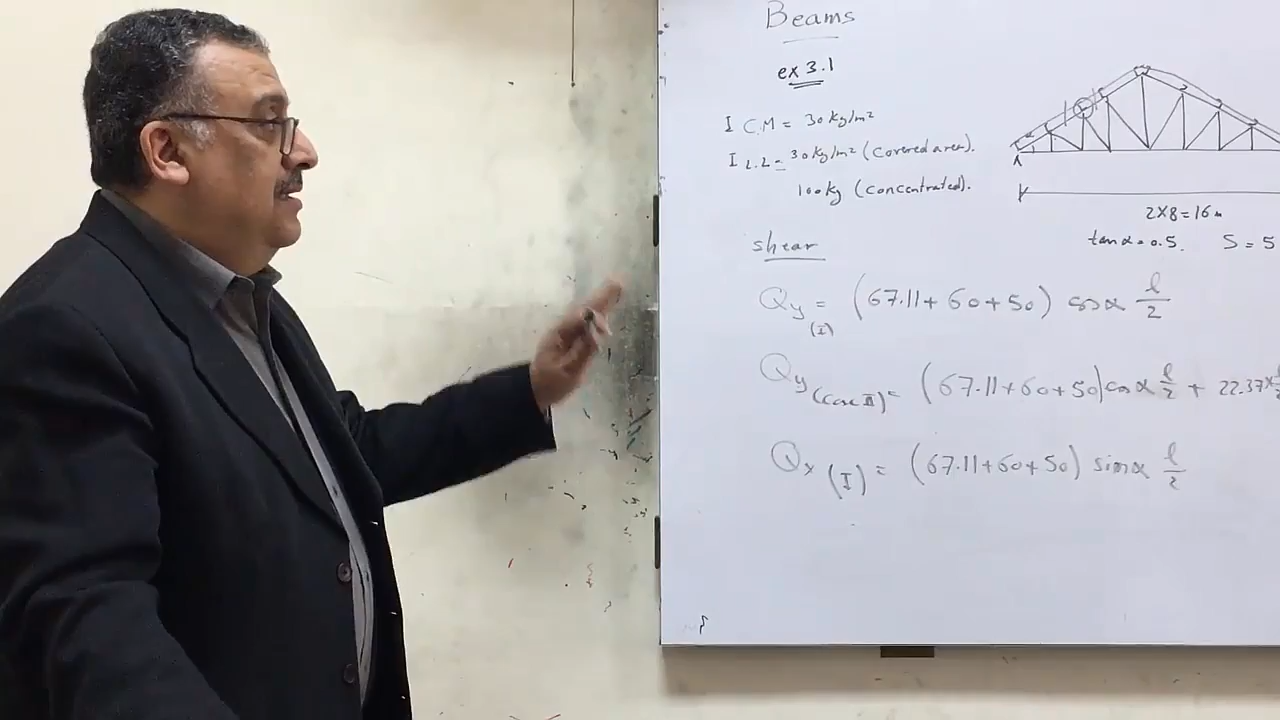 Beams
ex 3.1
I C.M = 30 kg/m²
I L.L = 30 kg/m² (Covered area).
100 kg (concentrated).
A
2X8 = 16 m
tan α = 0.5. S = 5
shear
Qy (I) = (67.11 + 60 + 50) cos α l/2
Qy (case II) = (67.11 + 60 + 50) cos α l/2 + 22.37 x
Qx (I) = (67.11 + 60 + 50) sin α l/2